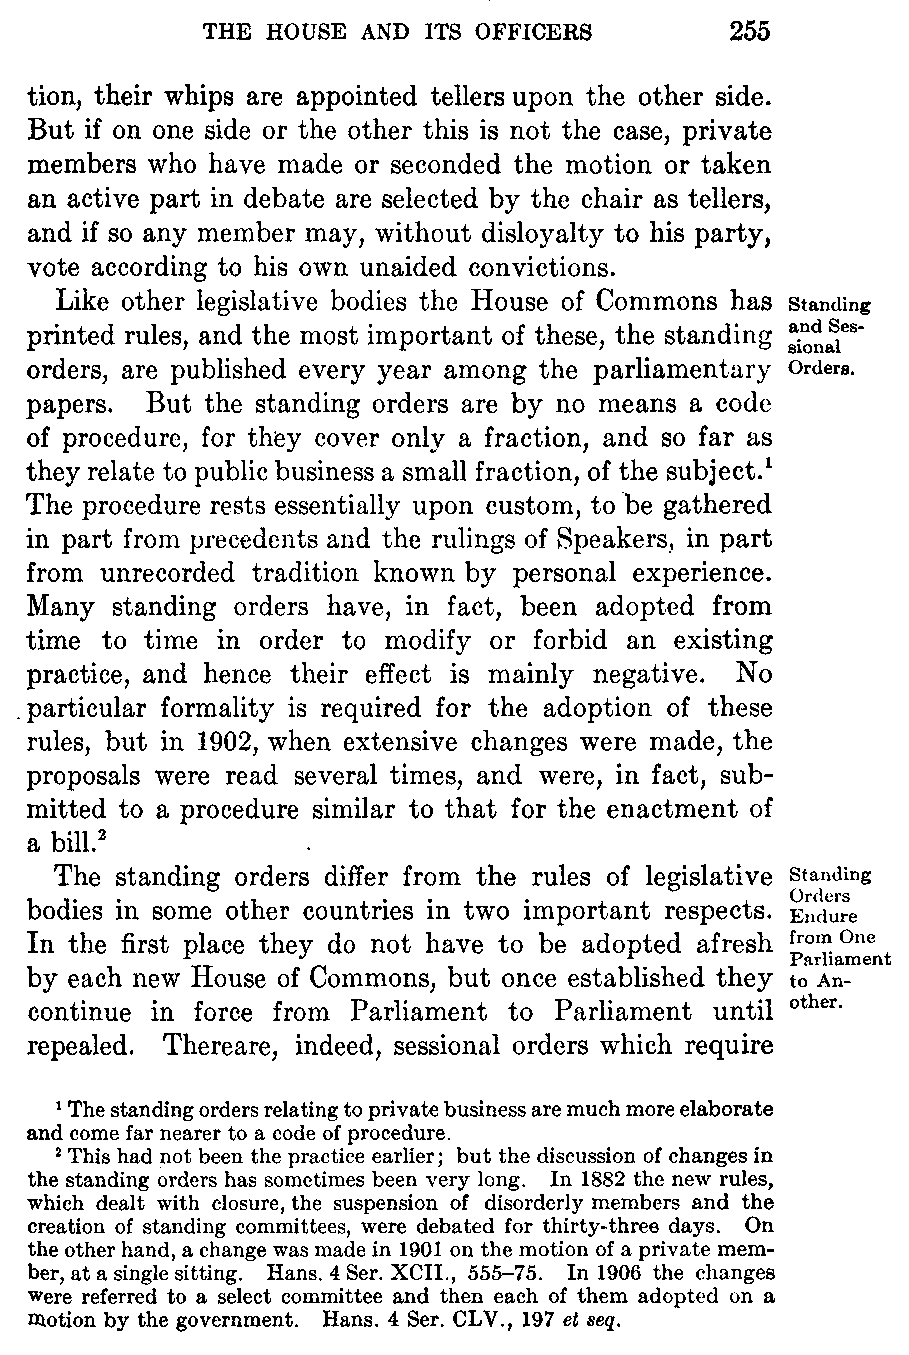 THE HOUSE AND ITS OFFICERS 255
tion, their whips are appointed tellers upon the other side.
But if on one side or the other this is not the case, private
members who have made or seconded the motion or taken
an active part in debate are selected by the chair as tellers,
and if so any member may, without disloyalty to his party,
vote according to his own unaided convictions.
Like other legislative bodies the House of Commons has
printed rules, and the most important of these, the standing
orders, are published every year among the parliamentary
papers. But the standing orders are by no means a code
of procedure, for they cover only a fraction, and so far as
they relate to public business a small fraction, of the subject.¹
The procedure rests essentially upon custom, to be gathered
in part from precedents and the rulings of Speakers, in part
from unrecorded tradition known by personal experience.
Many standing orders have, in fact, been adopted from
time to time in order to modify or forbid an existing
practice, and hence their effect is mainly negative. No
particular formality is required for the adoption of these
rules, but in 1902, when extensive changes were made, the
proposals were read several times, and were, in fact, sub-
mitted to a procedure similar to that for the enactment of
a bill.²
Standing
and Ses-
sional
Orders.
The standing orders differ from the rules of legislative
bodies in some other countries in two important respects.
In the first place they do not have to be adopted afresh
by each new House of Commons, but once established they
continue in force from Parliament to Parliament until
repealed. Thereare, indeed, sessional orders which require
Standing
Orders
Endure
from One
Parliament
to An-
other.
¹ The standing orders relating to private business are much more elaborate
and come far nearer to a code of procedure.
² This had not been the practice earlier; but the discussion of changes in
the standing orders has sometimes been very long. In 1882 the new rules,
which dealt with closure, the suspension of disorderly members and the
creation of standing committees, were debated for thirty-three days. On
the other hand, a change was made in 1901 on the motion of a private mem-
ber, at a single sitting. Hans. 4 Ser. XCII., 555–75. In 1906 the changes
were referred to a select committee and then each of them adopted on a
motion by the government. Hans. 4 Ser. CLV., 197 et seq.